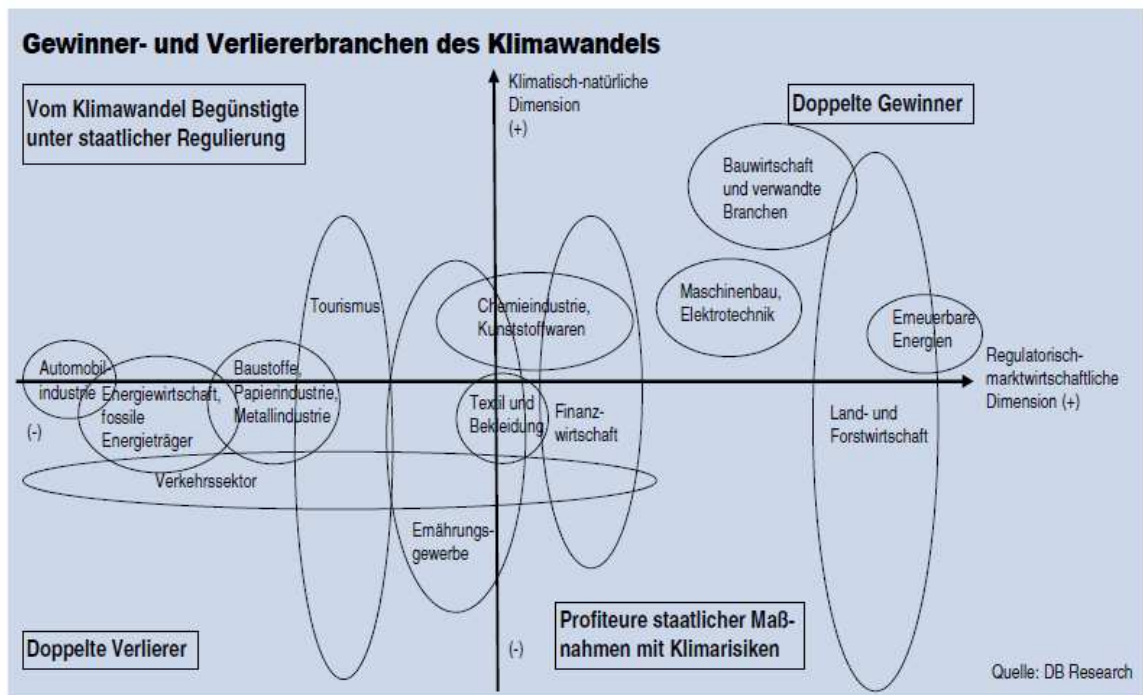 Gewinner- und Verliererbranchen des Klimawandels
Vom Klimawandel Begünstigte
unter staatlicher Regulierung
Klimatisch-natürliche
Dimension
(+)
Doppelte Gewinner
Bauwirtschaft
und verwandte
Branchen
Tourismus
Chemieindustrie,
Kunststoffwaren
Maschinenbau,
Elektrotechnik
Erneuerbare
Energien
Automobil-
industrie
Energiewirtschaft,
fossile
Energieträger
Baustoffe,
Papierindustrie,
Metallindustrie
Textil und
Bekleidung
Finanz-
wirtschaft
Land- und
Forstwirtschaft
Regulatorisch-
marktwirtschaftliche
Dimension (+)
(-)
Verkehrssektor
Ernährungs-
gewerbe
Doppelte Verlierer
(-)
Profiteure staatlicher Maß-
nahmen mit Klimarisiken
Quelle: DB Research